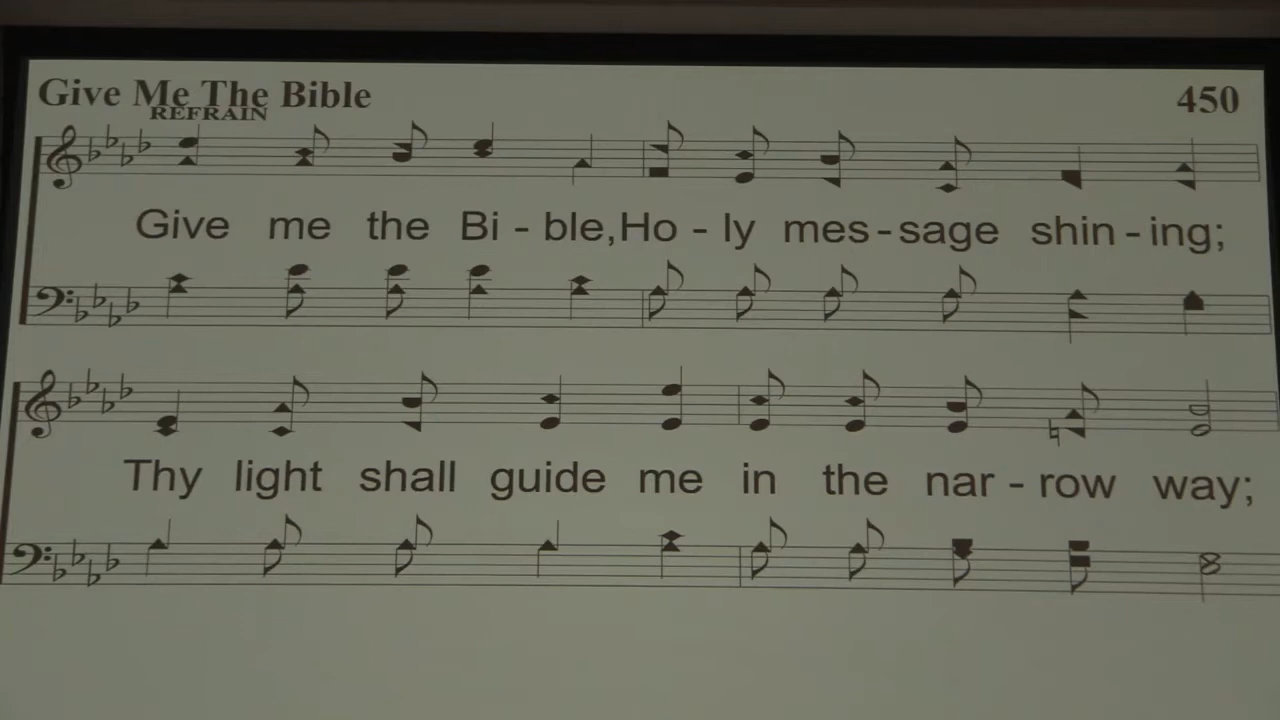 Give Me The Bible 450
REFRAIN
Give me the Bi - ble, Ho - ly mes - sage shin - ing;
Thy light shall guide me in the nar - row way;